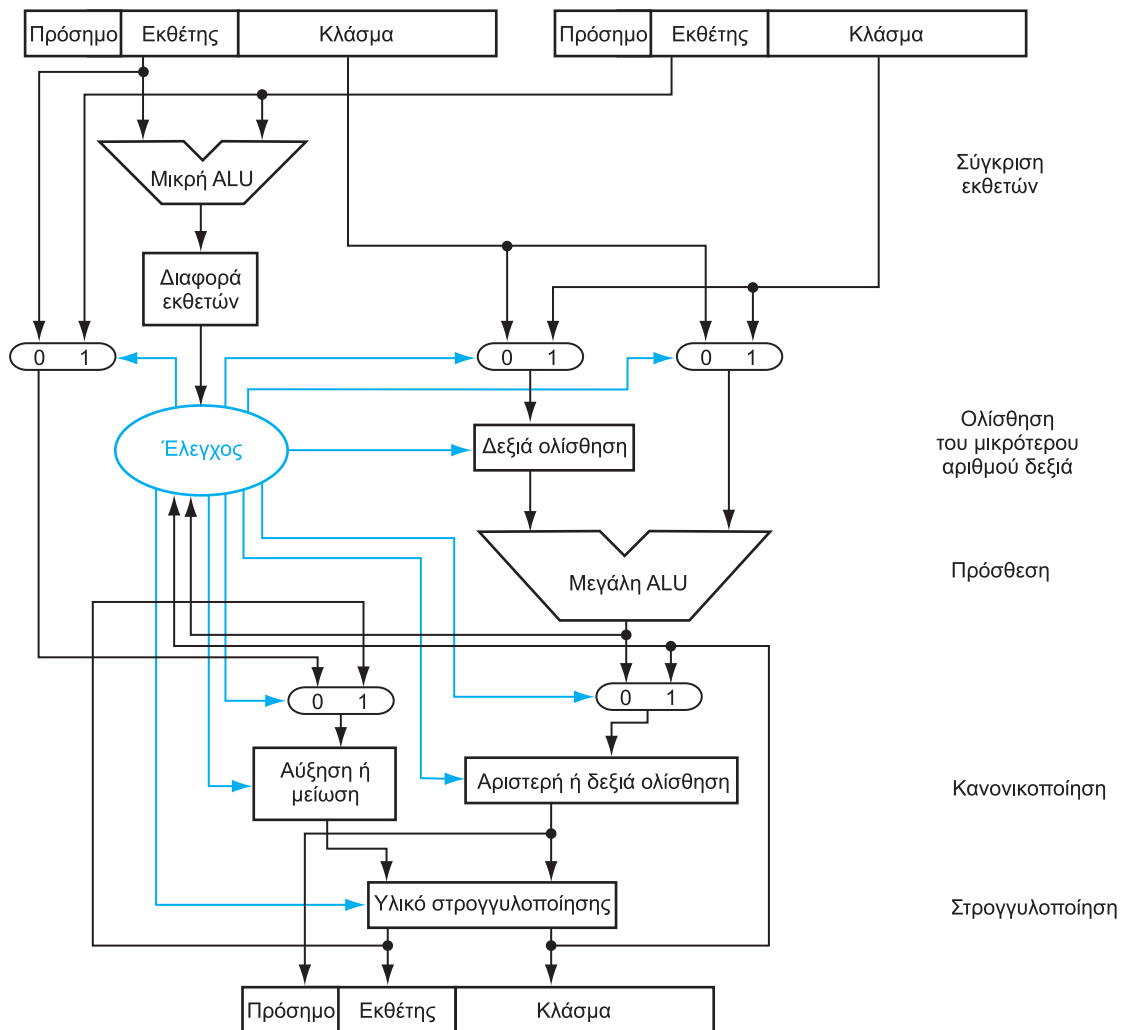 Πρόσημο Εκθέτης Κλάσμα Πρόσημο Εκθέτης Κλάσμα
Μικρή ALU
Σύγκριση
εκθετών
Διαφορά
εκθετών
0 1 0 1 0 1
Έλεγχος
Δεξιά ολίσθηση
Ολίσθηση
του μικρότερου
αριθμού δεξιά
Μεγάλη ALU
Πρόσθεση
0 1 0 1
Αύξηση ή
μείωση
Αριστερή ή δεξιά ολίσθηση
Κανονικοποίηση
Υλικό στρογγυλοποίησης
Στρογγυλοποίηση
Πρόσημο Εκθέτης Κλάσμα